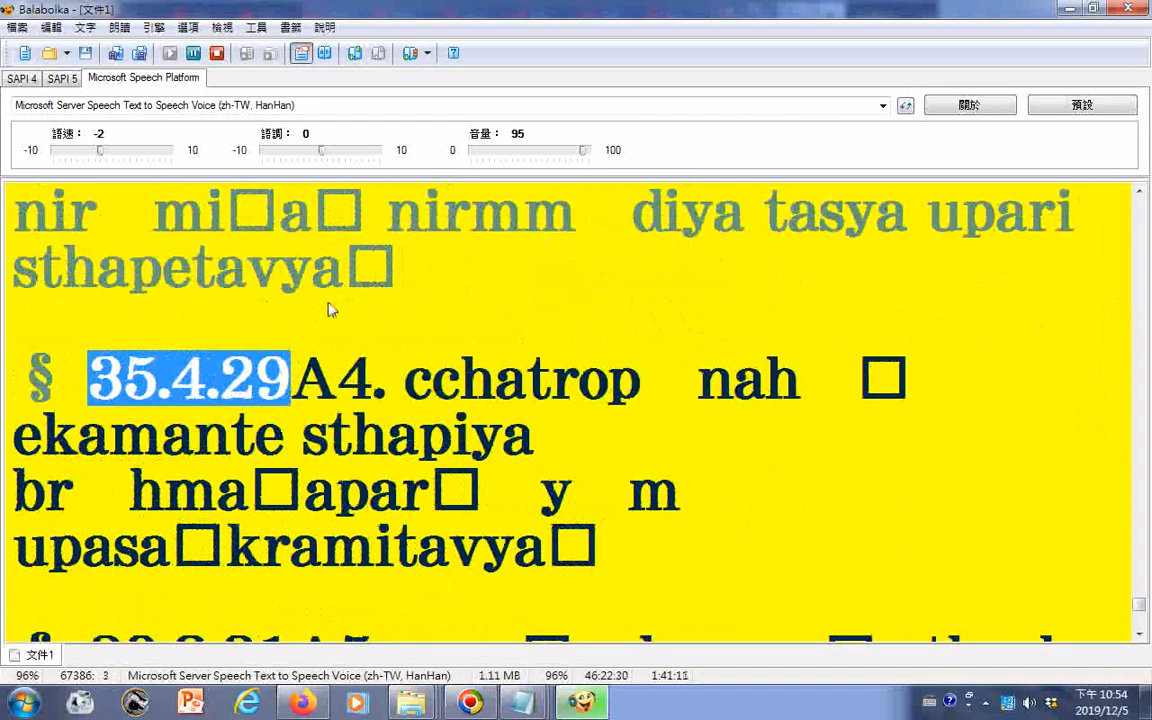 Balabolka - [文件1]
檔案 編輯 文字 朗讀 引擎 選項 檢視 工具 書籤 說明
SAPI 4 SAPI 5 Microsoft Speech Platform
Microsoft Server Speech Text to Speech Voice (zh-TW, HanHan) 關於 預設
語速： -2 語調： 0 音量： 95
-10 10 -10 10 0 100
nir mi□a□ nirmm diya tasya upari
sthapetavya□
§ 35.4.29A4. cchatrop nah □
ekamante sthapiya
br hma□apar□ y m
upasa□kramitavya□
文件1
96% 67386: 3 Microsoft Server Speech Text to Speech Voice (zh-TW, HanHan) 1.11 MB 96% 46:22:30 1:41:11
下午 10:54
2019/12/5